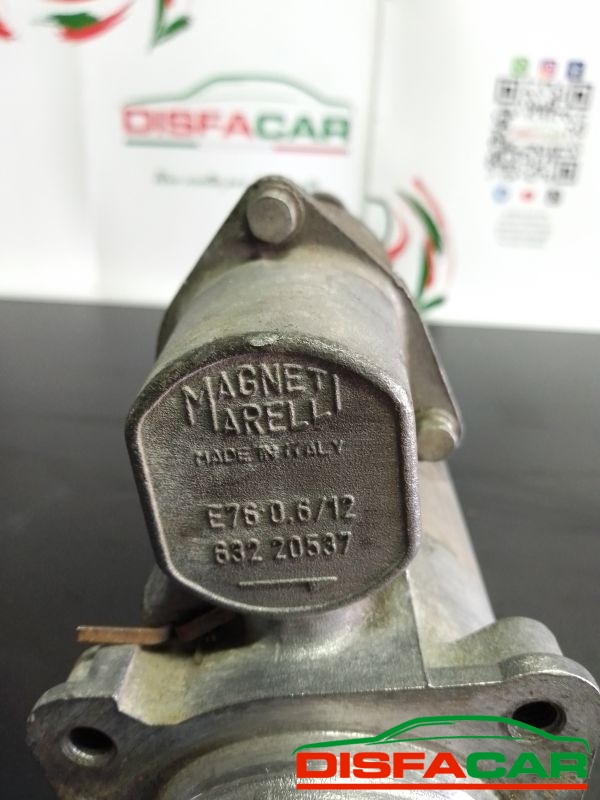 DISFACAR
MAGNETI
MARELLI
MADE IN ITALY
E76-0.6/12
632 20537
DISFACAR